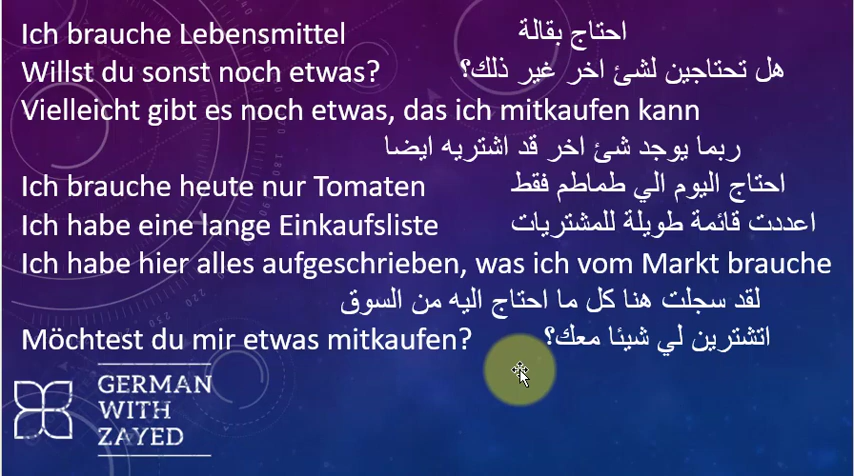 Ich brauche Lebensmittel احتاج بقالة
Willst du sonst noch etwas? هل تحتاجين لشئ اخر غير ذلك؟
Vielleicht gibt es noch etwas, das ich mitkaufen kann
ربما يوجد شئ اخر قد اشتريه ايضا
Ich brauche heute nur Tomaten احتاج اليوم الي طماطم فقط
Ich habe eine lange Einkaufsliste اعددت قائمة طويلة للمشتريات
Ich habe hier alles aufgeschrieben, was ich vom Markt brauche
لقد سجلت هنا كل ما احتاج اليه من السوق
Möchtest du mir etwas mitkaufen? اتشترين لي شيئا معك؟
GERMAN
WITH
ZAYED